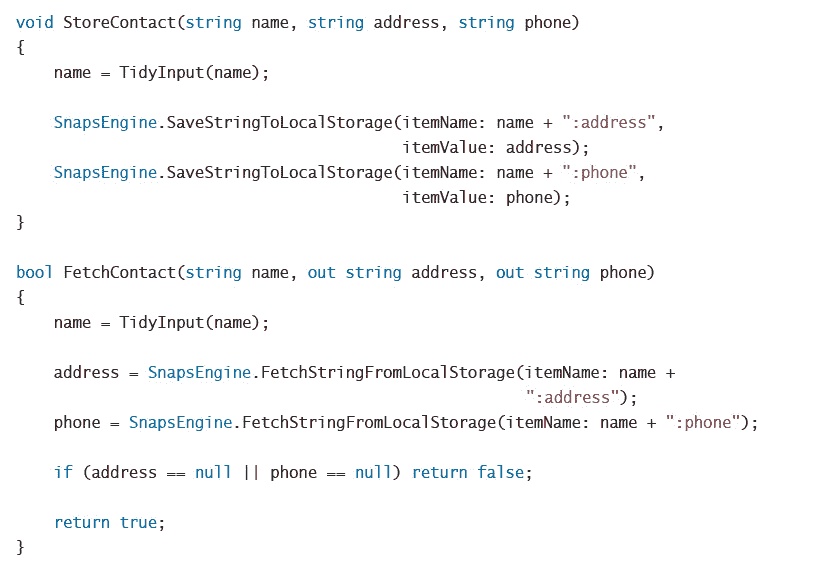 void StoreContact(string name, string address, string phone)
{
    name = TidyInput(name);

    SnapsEngine.SaveStringToLocalStorage(itemName: name + ":address",
                                         itemValue: address);
    SnapsEngine.SaveStringToLocalStorage(itemName: name + ":phone",
                                         itemValue: phone);
}

bool FetchContact(string name, out string address, out string phone)
{
    name = TidyInput(name);

    address = SnapsEngine.FetchStringFromLocalStorage(itemName: name +
                                                      ":address");
    phone = SnapsEngine.FetchStringFromLocalStorage(itemName: name + ":phone");

    if (address == null || phone == null) return false;

    return true;
}